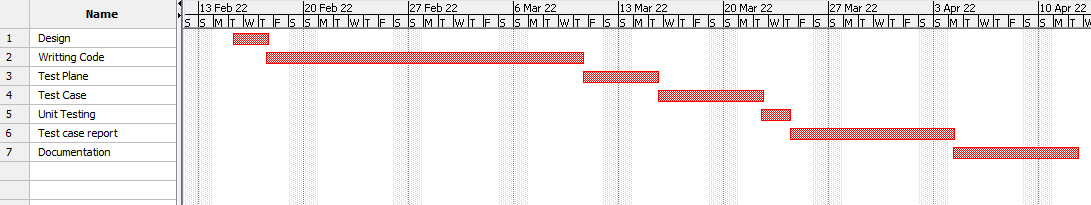 Name
13 Feb 22 20 Feb 22 27 Feb 22 6 Mar 22 13 Mar 22 20 Mar 22 27 Mar 22 3 Apr 22 10 Apr 22
S S M T W T F S S M T W T F S S M T W T F S S M T W T F S S M T W T F S S M T W T F S S M T W T F S S M T W T F S S M T W
1 Design
2 Writting Code
3 Test Plane
4 Test Case
5 Unit Testing
6 Test case report
7 Documentation